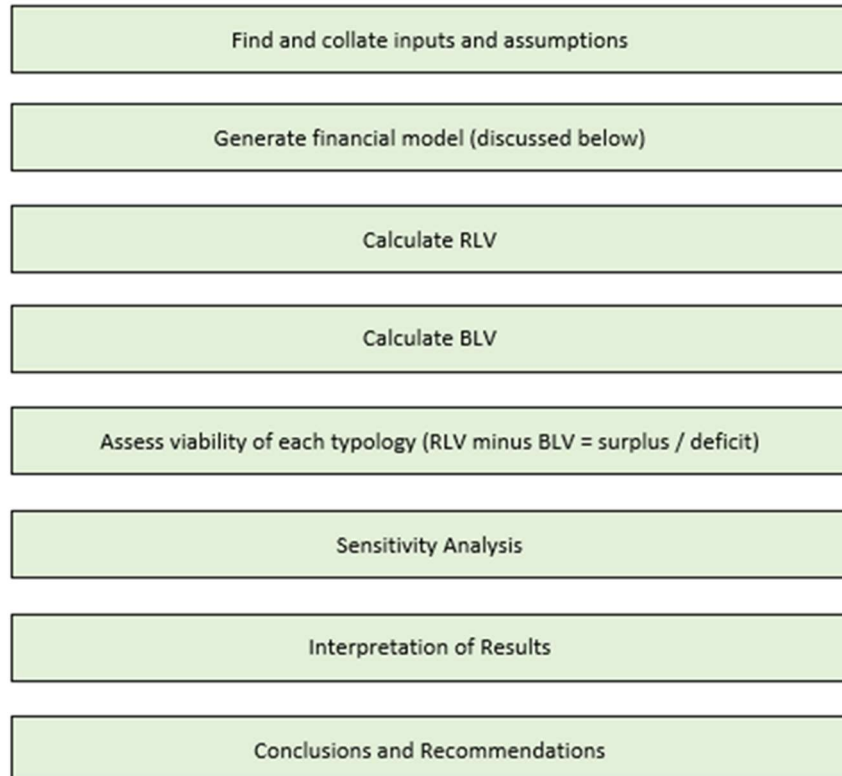 Find and collate inputs and assumptions
Generate financial model (discussed below)
Calculate RLV
Calculate BLV
Assess viability of each typology (RLV minus BLV = surplus / deficit)
Sensitivity Analysis
Interpretation of Results
Conclusions and Recommendations